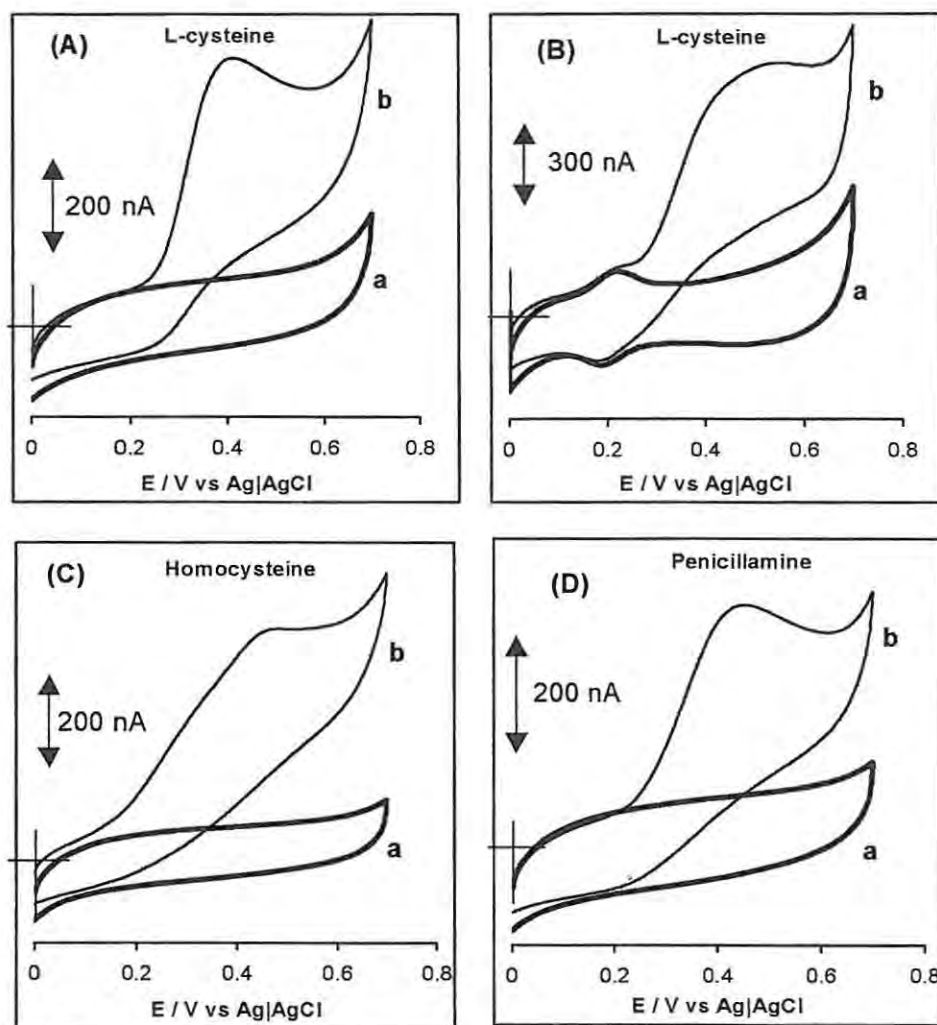 (A)
L-cysteine
b
200 nA
a
0 0.2 0.4 0.6 0.8
E / V vs Ag|AgCl
(B)
L-cysteine
b
300 nA
a
0 0.2 0.4 0.6 0.8
E / V vs Ag|AgCl
(C)
Homocysteine
b
200 nA
a
0 0.2 0.4 0.6 0.8
E / V vs Ag|AgCl
(D)
Penicillamine
b
200 nA
a
0 0.2 0.4 0.6 0.8
E / V vs Ag|AgCl